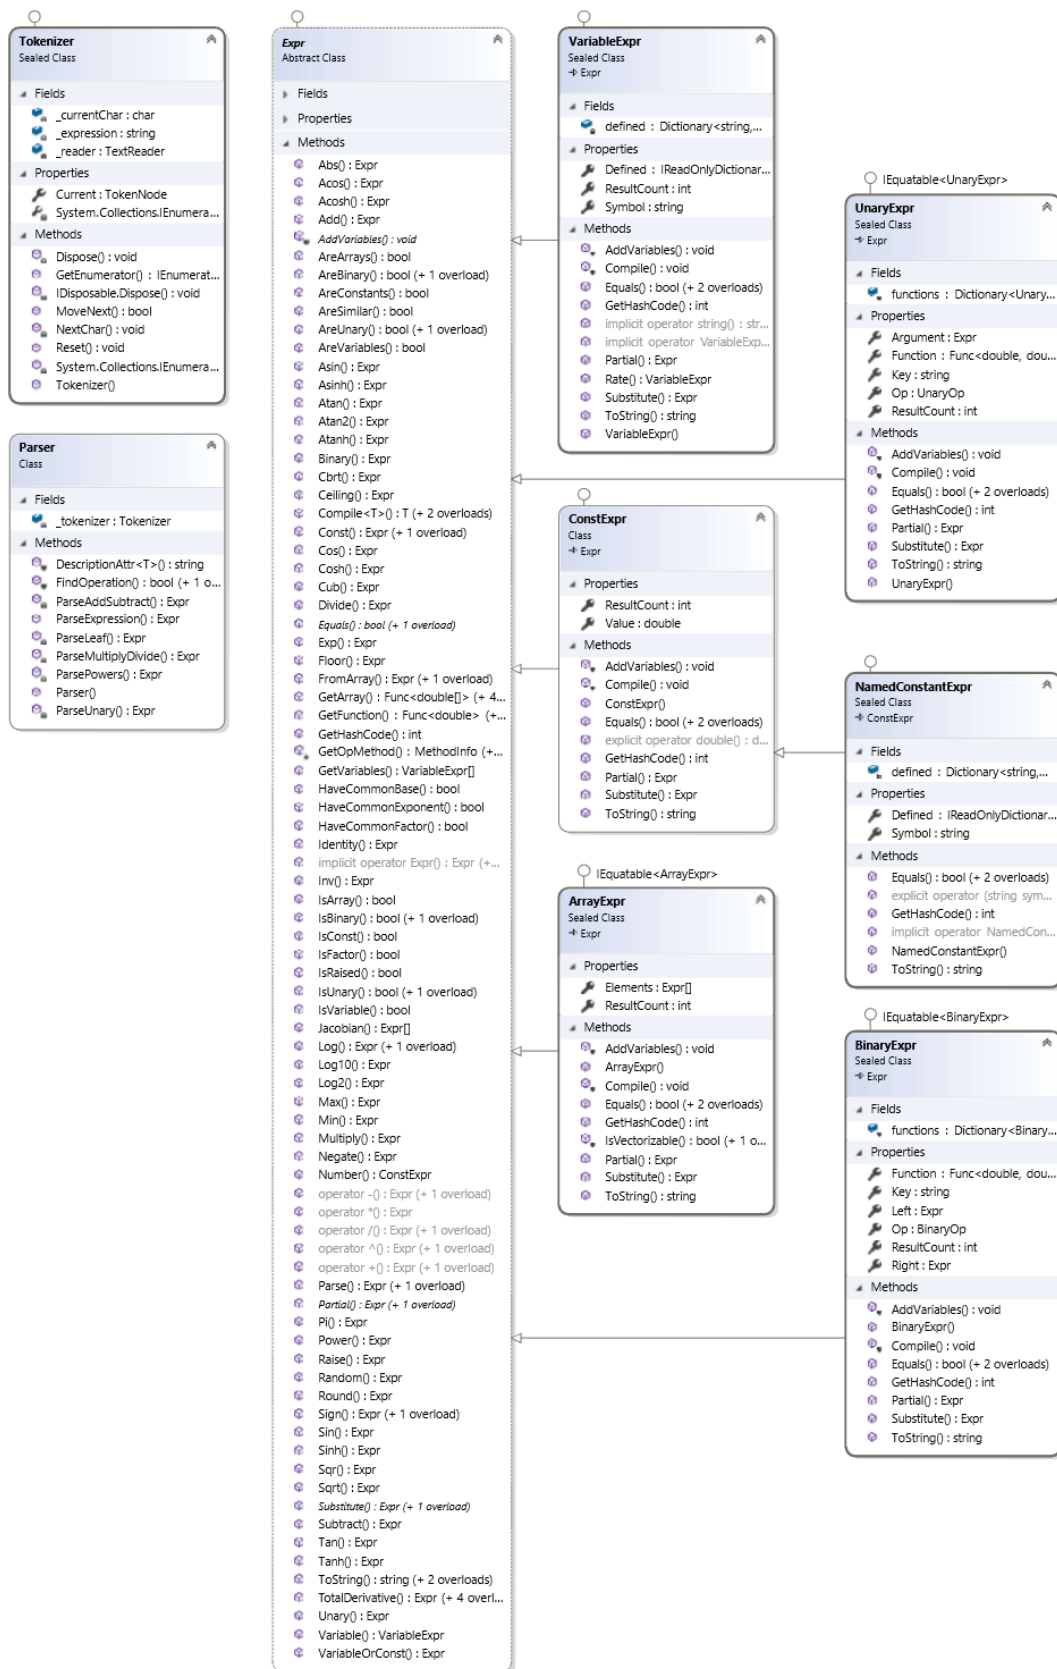 Tokenizer
Sealed Class
Fields
_currentChar : char
_expression : string
_reader : TextReader
Properties
Current : TokenNode
System.Collections.IEnumera...
Methods
Dispose() : void
GetEnumerator() : IEnumerat...
IDisposable.Dispose() : void
MoveNext() : bool
NextChar() : void
Reset() : void
System.Collections.IEnumera...
Tokenizer()
Parser
Class
Fields
_tokenizer : Tokenizer
Methods
DescriptionAttr<T>() : string
FindOperation() : bool (+ 1 o...
ParseAddSubtract() : Expr
ParseExpression() : Expr
ParseLeaf() : Expr
ParseMultiplyDivide() : Expr
ParsePowers() : Expr
Parser()
ParseUnary() : Expr
Expr
Abstract Class
Fields
Properties
Methods
Abs() : Expr
Acos() : Expr
Acosh() : Expr
Add() : Expr
AddVariables() : void
AreArrays() : bool
AreBinary() : bool (+ 1 overload)
AreConstants() : bool
AreSimilar() : bool
AreUnary() : bool (+ 1 overload)
AreVariables() : bool
Asin() : Expr
Asinh() : Expr
Atan() : Expr
Atan2() : Expr
Atanh() : Expr
Binary() : Expr
Cbrt() : Expr
Ceiling() : Expr
Compile<T>() : T (+ 2 overloads)
Const() : Expr (+ 1 overload)
Cos() : Expr
Cosh() : Expr
Cub() : Expr
Divide() : Expr
Equals() : bool (+ 1 overload)
Exp() : Expr
Floor() : Expr
FromArray() : Expr (+ 1 overload)
GetArray() : Func<double[]> (+ 4...
GetFunction() : Func<double> (+...
GetHashCode() : int
GetOpMethod() : MethodInfo (+...
GetVariables() : VariableExpr[]
HaveCommonBase() : bool
HaveCommonExponent() : bool
HaveCommonFactor() : bool
Identity() : Expr
implicit operator Expr() : Expr (+...
Inv() : Expr
IsArray() : bool
IsBinary() : bool (+ 1 overload)
IsConst() : bool
IsFactor() : bool
IsRaised() : bool
IsUnary() : bool (+ 1 overload)
IsVariable() : bool
Jacobian() : Expr[]
Log() : Expr (+ 1 overload)
Log10() : Expr
Log2() : Expr
Max() : Expr
Min() : Expr
Multiply() : Expr
Negate() : Expr
Number() : ConstExpr
operator -() : Expr (+ 1 overload)
operator *() : Expr
operator /() : Expr (+ 1 overload)
operator ^() : Expr (+ 1 overload)
operator +() : Expr (+ 1 overload)
Parse() : Expr (+ 1 overload)
Partial() : Expr (+ 1 overload)
Pi() : Expr
Power() : Expr
Raise() : Expr
Random() : Expr
Round() : Expr
Sign() : Expr (+ 1 overload)
Sin() : Expr
Sinh() : Expr
Sqr() : Expr
Sqrt() : Expr
Substitute() : Expr (+ 1 overload)
Subtract() : Expr
Tan() : Expr
Tanh() : Expr
ToString() : string (+ 2 overloads)
TotalDerivative() : Expr (+ 4 overl...
Unary() : Expr
Variable() : VariableExpr
VariableOrConst() : Expr
VariableExpr
Sealed Class
Expr
Fields
defined : Dictionary<string,...
Properties
Defined : IReadOnlyDictionar...
ResultCount : int
Symbol : string
Methods
AddVariables() : void
Compile() : void
Equals() : bool (+ 2 overloads)
GetHashCode() : int
implicit operator string() : str...
implicit operator VariableExp...
Partial() : Expr
Rate() : VariableExpr
Substitute() : Expr
ToString() : string
VariableExpr()
ConstExpr
Class
Expr
Properties
ResultCount : int
Value : double
Methods
AddVariables() : void
Compile() : void
ConstExpr()
Equals() : bool (+ 2 overloads)
explicit operator double() : d...
GetHashCode() : int
Partial() : Expr
Substitute() : Expr
ToString() : string
IEquatable<ArrayExpr>
ArrayExpr
Sealed Class
Expr
Properties
Elements : Expr[]
ResultCount : int
Methods
AddVariables() : void
ArrayExpr()
Compile() : void
Equals() : bool (+ 2 overloads)
GetHashCode() : int
IsVectorizable() : bool (+ 1 o...
Partial() : Expr
Substitute() : Expr
ToString() : string
IEquatable<UnaryExpr>
UnaryExpr
Sealed Class
Expr
Fields
functions : Dictionary<Unary...
Properties
Argument : Expr
Function : Func<double, dou...
Key : string
Op : UnaryOp
ResultCount : int
Methods
AddVariables() : void
Compile() : void
Equals() : bool (+ 2 overloads)
GetHashCode() : int
Partial() : Expr
Substitute() : Expr
ToString() : string
UnaryExpr()
NamedConstantExpr
Sealed Class
ConstExpr
Fields
defined : Dictionary<string,...
Properties
Defined : IReadOnlyDictionar...
Symbol : string
Methods
Equals() : bool (+ 2 overloads)
explicit operator (string sym...
GetHashCode() : int
implicit operator NamedCon...
NamedConstantExpr()
ToString() : string
IEquatable<BinaryExpr>
BinaryExpr
Sealed Class
Expr
Fields
functions : Dictionary<Binary...
Properties
Function : Func<double, dou...
Key : string
Left : Expr
Op : BinaryOp
ResultCount : int
Right : Expr
Methods
AddVariables() : void
BinaryExpr()
Compile() : void
Equals() : bool (+ 2 overloads)
GetHashCode() : int
Partial() : Expr
Substitute() : Expr
ToString() : string